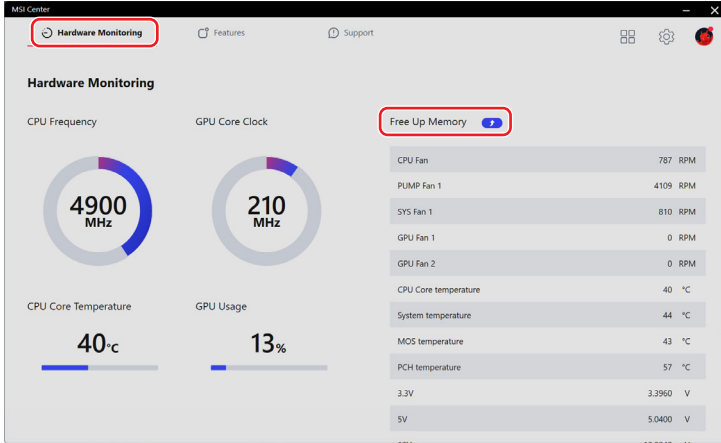 MSI Center
Hardware Monitoring
Features
Support
Hardware Monitoring
CPU Frequency
GPU Core Clock
Free Up Memory
4900
MHz
210
MHz
CPU Core Temperature
GPU Usage
40°C
13%
CPU Fan 787 RPM
PUMP Fan 1 4109 RPM
SYS Fan 1 810 RPM
GPU Fan 1 0 RPM
GPU Fan 2 0 RPM
CPU Core temperature 40 °C
System temperature 44 °C
MOS temperature 43 °C
PCH temperature 57 °C
3.3V 3.3960 V
5V 5.0400 V